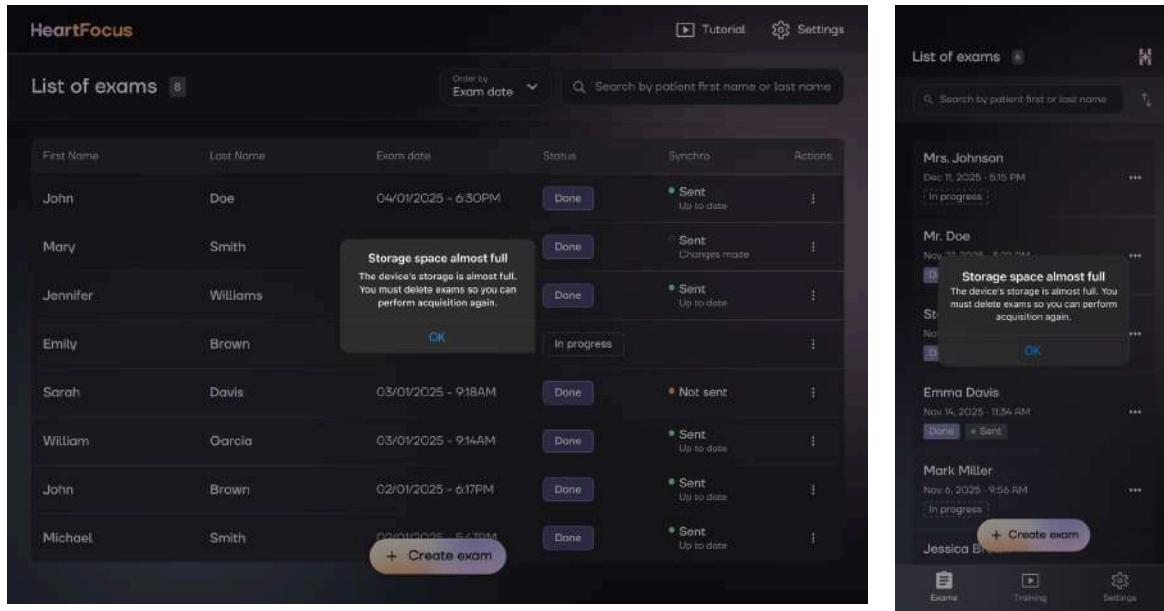 HeartFocus
Tutorial
Settings
List of exams 8
Order by
Exam date
Search by patient first name or last name
First Name Last Name Exam date Status Synchro Actions
John Doe 04/01/2025 - 6:30PM Done Sent
Up to date
Mary Smith Done Sent
Changes made
Jennifer Williams Done Sent
Up to date
Emily Brown In progress
Sarah Davis 03/01/2025 - 9:18AM Done Not sent
William Garcia 03/01/2025 - 9:14AM Done Sent
Up to date
John Brown 02/01/2025 - 6:17PM Done Sent
Up to date
Michael Smith 02/01/2025 - 5:47PM Done Sent
Up to date
Storage space almost full
The device's storage is almost full.
You must delete exams so you can
perform acquisition again.
OK
+ Create exam
List of exams 6
Search by patient first or last name
Mrs. Johnson
Dec 11, 2025 - 5:15 PM
In progress
Mr. Doe
Storage space almost full
The device's storage is almost full. You
must delete exams so you can perform
acquisition again.
OK
Emma Davis
Nov 14, 2025 - 11:34 AM
Done Sent
Mark Miller
Nov 6, 2025 - 9:56 AM
In progress
Jessica
+ Create exam
Exams
Training
Settings